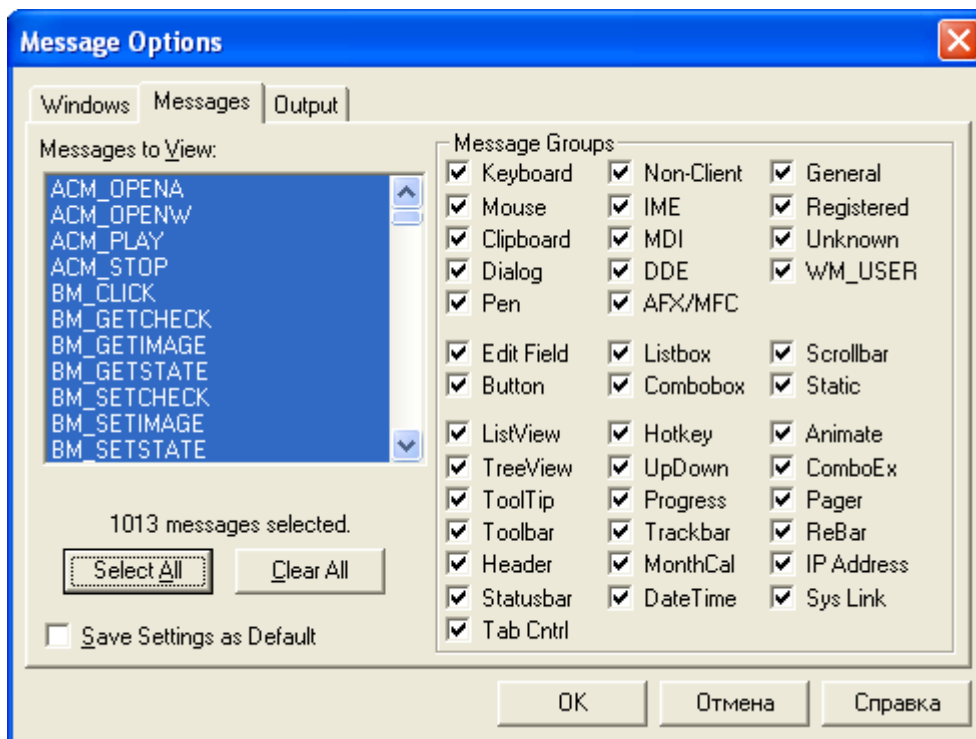 Message Options
Windows Messages Output
Messages to View:
ACM_OPENA
ACM_OPENW
ACM_PLAY
ACM_STOP
BM_CLICK
BM_GETCHECK
BM_GETIMAGE
BM_GETSTATE
BM_SETCHECK
BM_SETIMAGE
BM_SETSTATE
1013 messages selected.
Select All Clear All
Save Settings as Default
Message Groups
Keyboard Non-Client General
Mouse IME Registered
Clipboard MDI Unknown
Dialog DDE WM_USER
Pen AFX/MFC
Edit Field Listbox Scrollbar
Button Combobox Static
ListView Hotkey Animate
TreeView UpDown ComboEx
ToolTip Progress Pager
Toolbar Trackbar ReBar
Header MonthCal IP Address
Statusbar DateTime Sys Link
Tab Cntrl
OK Отмена Справка